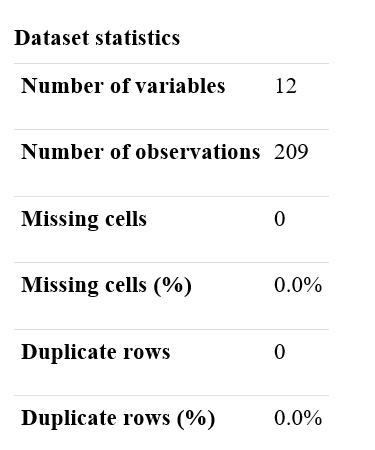 Dataset statistics
Number of variables 12
Number of observations 209
Missing cells 0
Missing cells (%) 0.0%
Duplicate rows 0
Duplicate rows (%) 0.0%